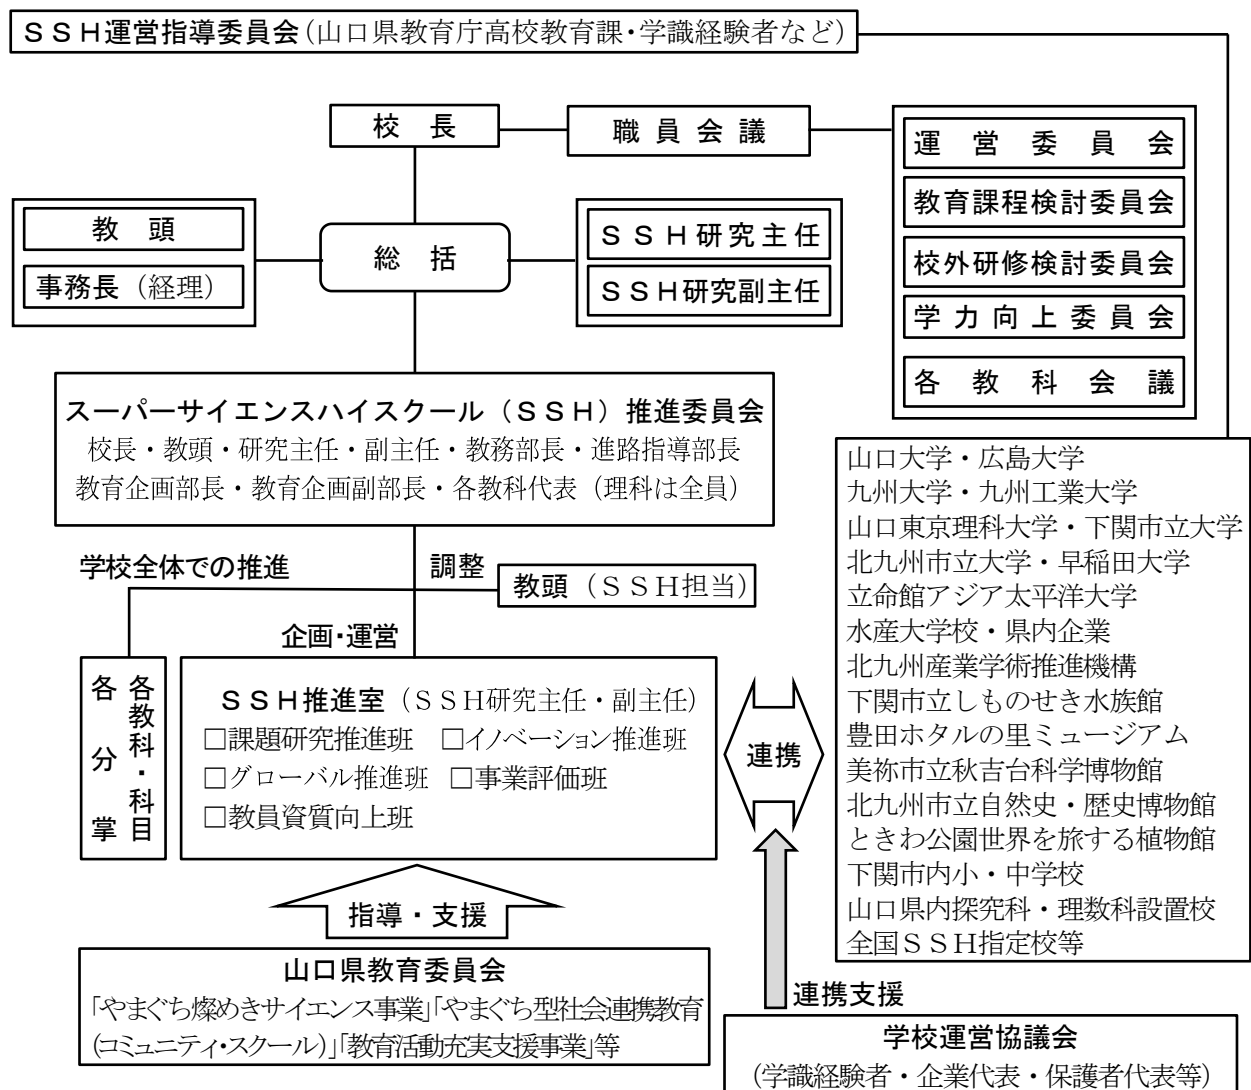 ＳＳＨ運営指導委員会(山口県教育庁高校教育課・学識経験者など)
校長
職員会議
運営委員会
教育課程検討委員会
校外研修検討委員会
学力向上委員会
各教科会議
教頭
事務長（経理）
総括
ＳＳＨ研究主任
ＳＳＨ研究副主任
スーパーサイエンスハイスクール（ＳＳＨ）推進委員会
校長・教頭・研究主任・副主任・教務部長・進路指導部長
教育企画部長・教育企画副部長・各教科代表（理科は全員）
学校全体での推進
調整
教頭（ＳＳＨ担当）
企画・運営
各教科・科目
各分掌
ＳＳＨ推進室（ＳＳＨ研究主任・副主任）
□課題研究推進班　□イノベーション推進班
□グローバル推進班　□事業評価班
□教員資質向上班
連携
山口大学・広島大学
九州大学・九州工業大学
山口東京理科大学・下関市立大学
北九州市立大学・早稲田大学
立命館アジア太平洋大学
水産大学校・県内企業
北九州産業学術推進機構
下関市立しものせき水族館
豊田ホタルの里ミュージアム
美祢市立秋吉台科学博物館
北九州市立自然史・歴史博物館
ときわ公園世界を旅する植物館
下関市内小・中学校
山口県内探究科・理数科設置校
全国ＳＳＨ指定校等
指導・支援
山口県教育委員会
「やまぐち燦めきサイエンス事業」「やまぐち型社会連携教育
(コミュニティ・スクール)」「教育活動充実支援事業」等
連携支援
学校運営協議会
（学識経験者・企業代表・保護者代表等）